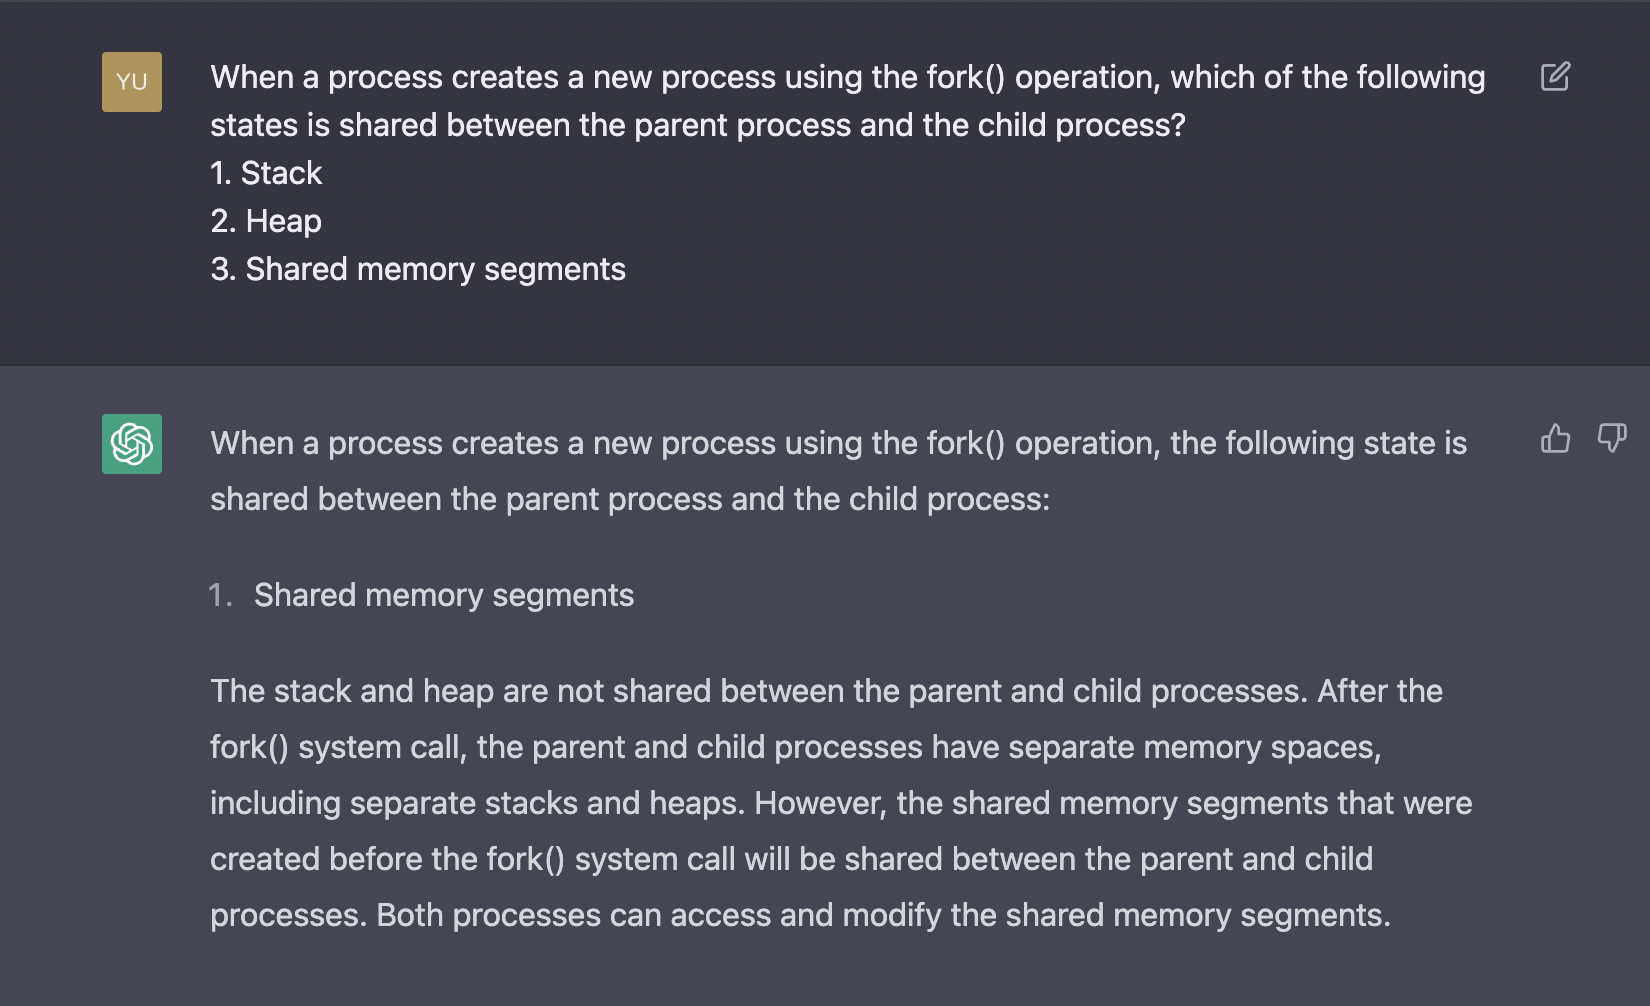 YU
When a process creates a new process using the fork() operation, which of the following
states is shared between the parent process and the child process?
1. Stack
2. Heap
3. Shared memory segments
When a process creates a new process using the fork() operation, the following state is
shared between the parent process and the child process:
1. Shared memory segments
The stack and heap are not shared between the parent and child processes. After the
fork() system call, the parent and child processes have separate memory spaces,
including separate stacks and heaps. However, the shared memory segments that were
created before the fork() system call will be shared between the parent and child
processes. Both processes can access and modify the shared memory segments.